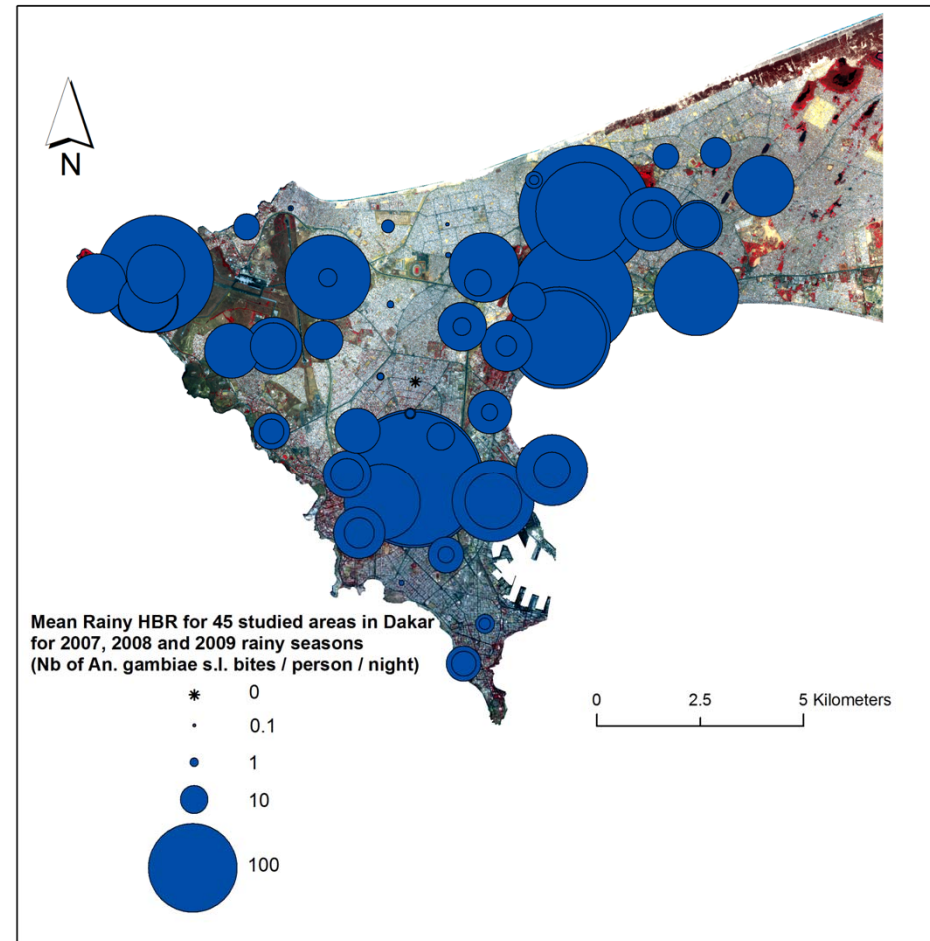 N
Mean Rainy HBR for 45 studied areas in Dakar
for 2007, 2008 and 2009 rainy seasons
(Nb of An. gambiae s.l. bites / person / night)
0
0.1
1
10
100
0 2.5 5 Kilometers